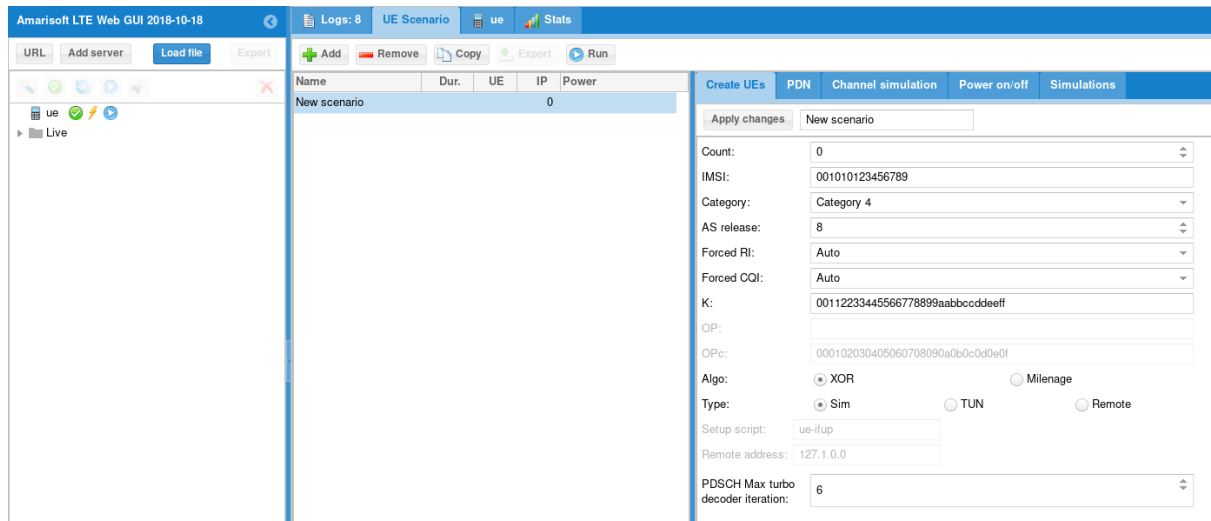 Amarisoft LTE Web GUI 2018-10-18
Logs: 8 UE Scenario ue Stats
URL Add server Load file Export
Add Remove Copy Export Run
Name Dur. UE IP Power
New scenario 0
ue
Live
Create UEs PDN Channel simulation Power on/off Simulations
Apply changes New scenario
Count: 0
IMSI: 001010123456789
Category: Category 4
AS release: 8
Forced RI: Auto
Forced CQI: Auto
K: 00112233445566778899aabbccddeeff
OP:
OPc: 000102030405060708090a0b0c0d0e0f
Algo: XOR Milenage
Type: Sim TUN Remote
Setup script: ue-ifup
Remote address: 127.1.0.0
PDSCH Max turbo
decoder iteration: 6